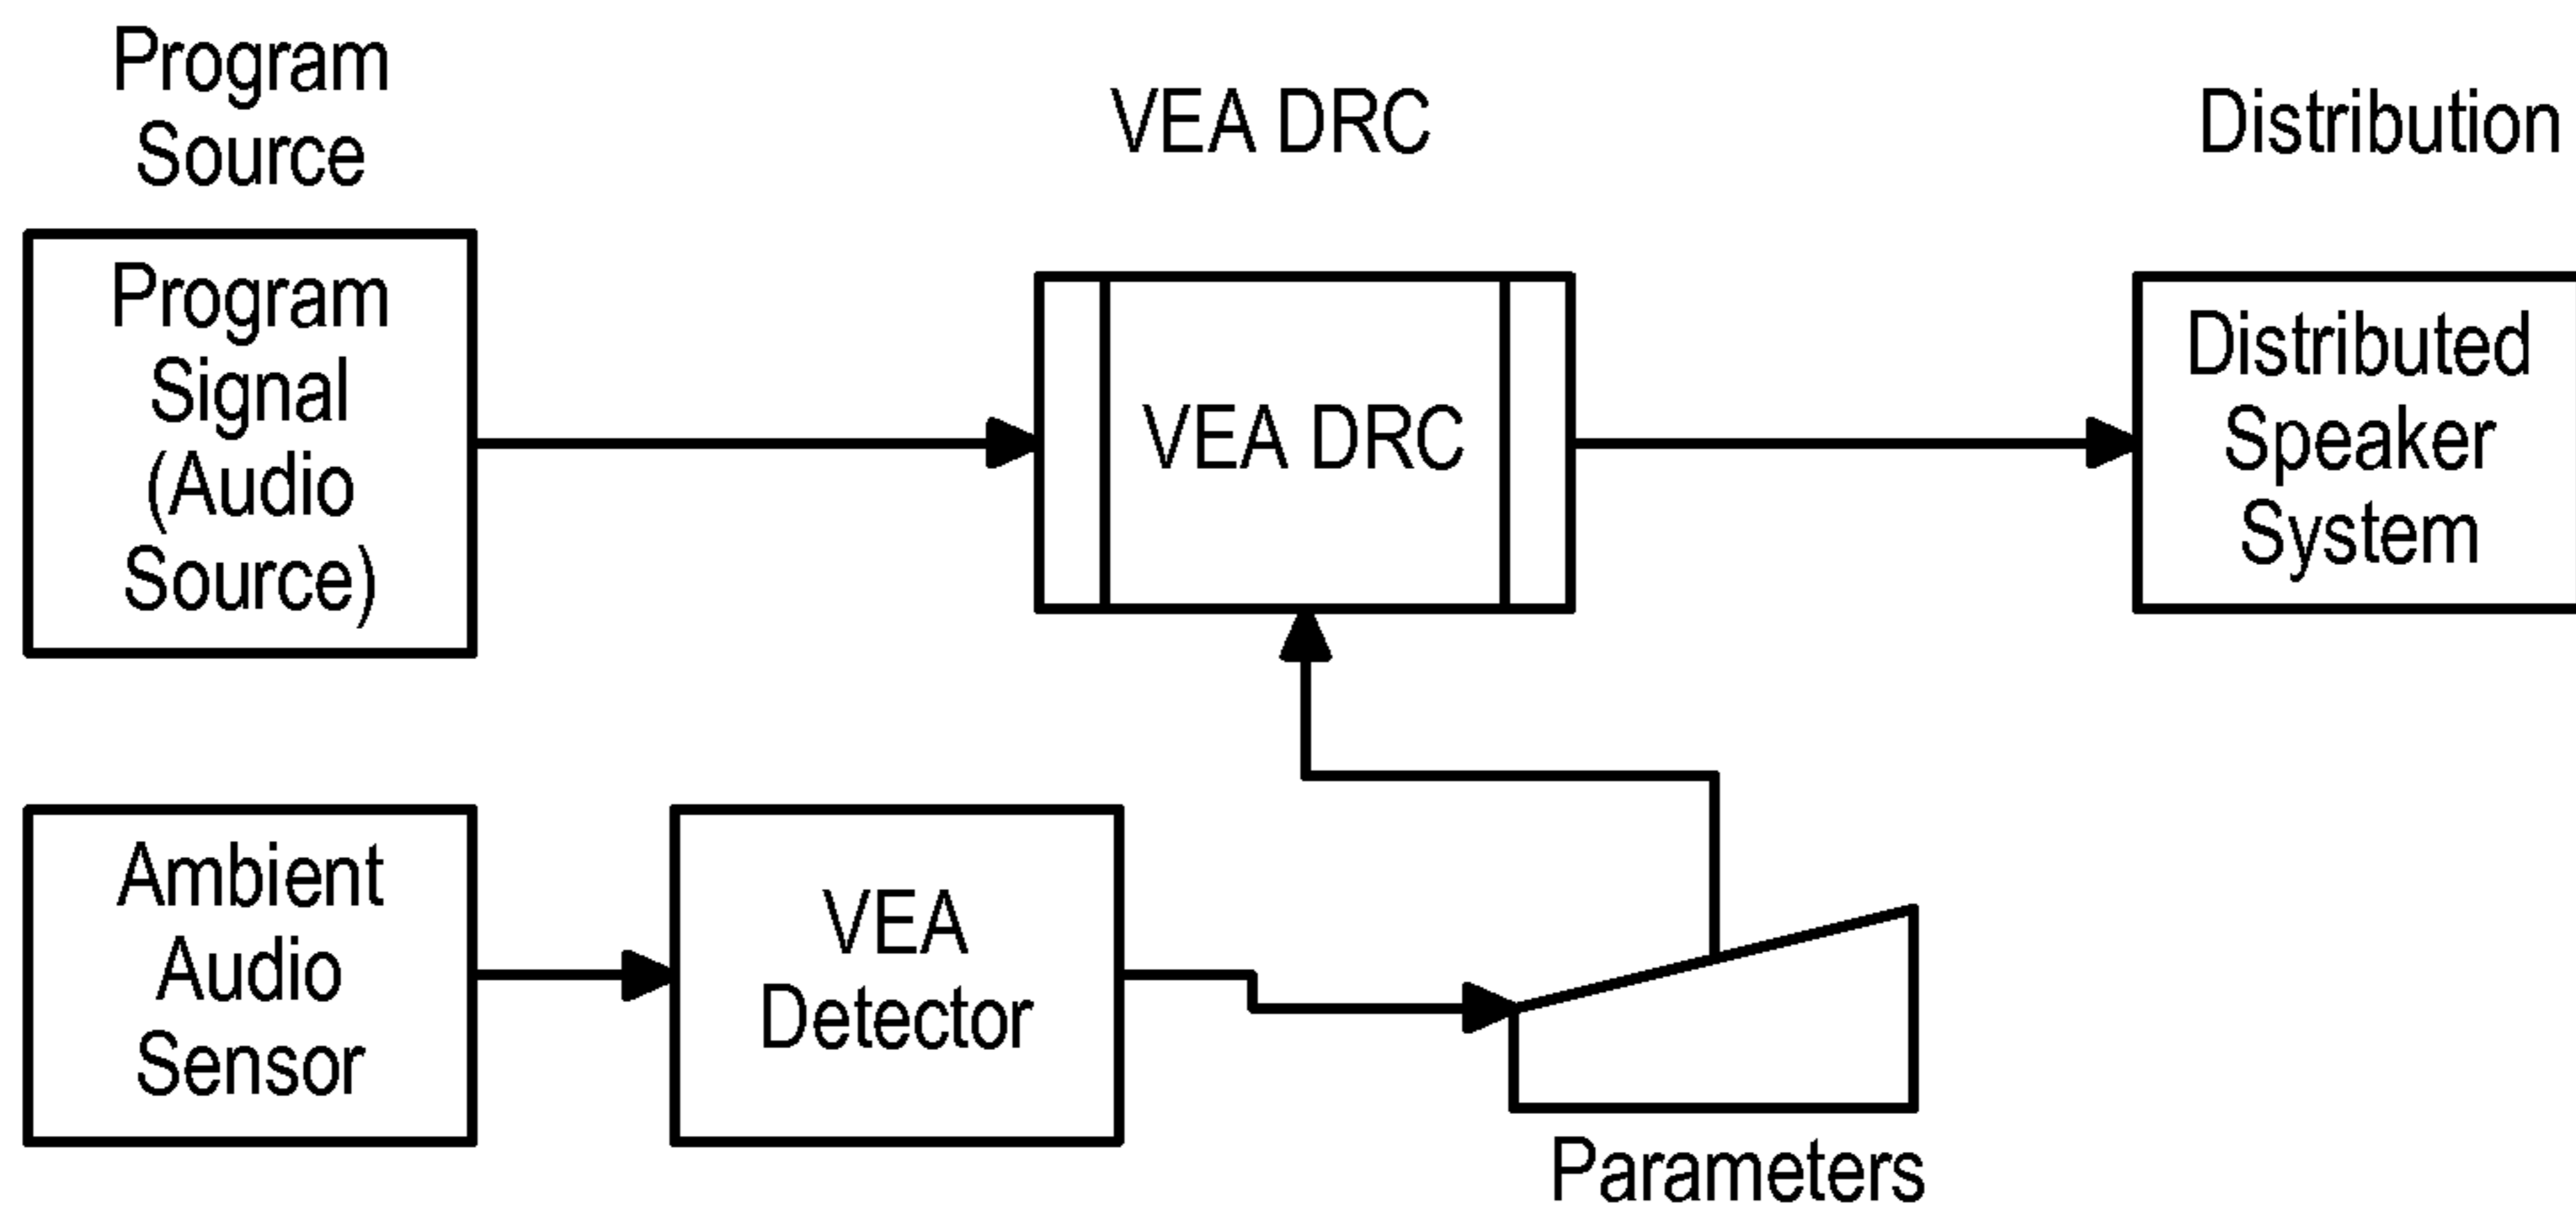 Program
Source
VEA DRC
Distribution
Program
Signal
(Audio
Source)
VEA DRC
Distributed
Speaker
System
Ambient
Audio
Sensor
VEA
Detector
Parameters